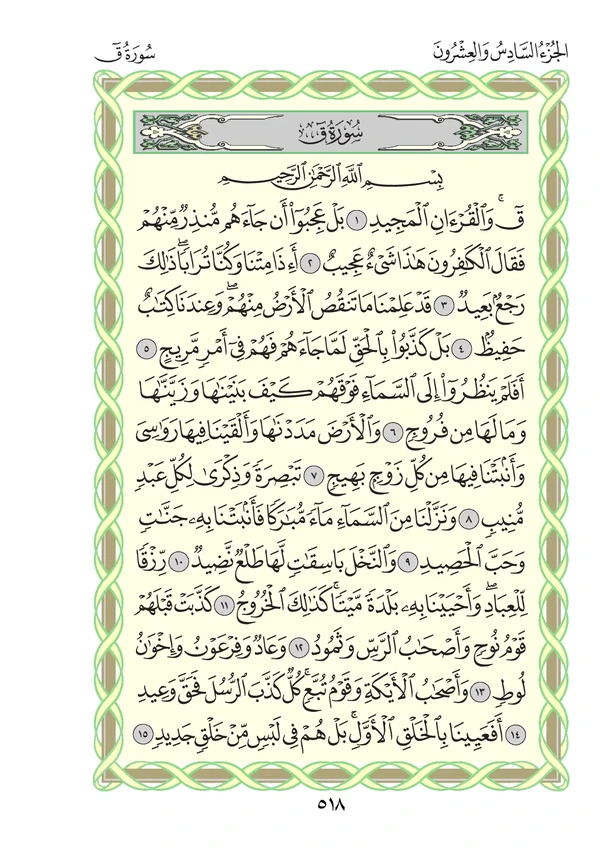 الجُزْءُ السَّادِسُ وَالعِشْرُونَ
سُورَةُ قٓ
سُورَةُ قٓ
بِسْمِ ٱللَّهِ ٱلرَّحْمَٰنِ ٱلرَّحِيمِ
قٓۚ وَٱلْقُرْءَانِ ٱلْمَجِيدِ ١ بَلْ عَجِبُوٓا۟ أَن جَآءَهُم مُّنذِرٌ مِّنْهُمْ
فَقَالَ ٱلْكَٰفِرُونَ هَٰذَا شَىْءٌ عَجِيبٌ ٢ أَءِذَا مِتْنَا وَكُنَّا تُرَابًاۖ ذَٰلِكَ
رَجْعٌۢ بَعِيدٌ ٣ قَدْ عَلِمْنَا مَا تَنقُصُ ٱلْأَرْضُ مِنْهُمْۖ وَعِندَنَا كِتَٰبٌ
حَفِيظٌۢ ٤ بَلْ كَذَّبُوا۟ بِٱلْحَقِّ لَمَّا جَآءَهُمْ فَهُمْ فِىٓ أَمْرٍ مَّرِيجٍ ٥
أَفَلَمْ يَنظُرُوٓا۟ إِلَى ٱلسَّمَآءِ فَوْقَهُمْ كَيْفَ بَنَيْنَٰهَا وَزَيَّنَّٰهَا
وَمَا لَهَا مِن فُرُوجٍ ٦ وَٱلْأَرْضَ مَدَدْنَٰهَا وَأَلْقَيْنَا فِيهَا رَوَٰسِىَ
وَأَنۢبَتْنَا فِيهَا مِن كُلِّ زَوْجٍۭ بَهِيجٍ ٧ تَبْصِرَةً وَذِكْرَىٰ لِكُلِّ عَبْدٍ
مُّنِيبٍ ٨ وَنَزَّلْنَا مِنَ ٱلسَّمَآءِ مَآءً مُّبَٰرَكًا فَأَنۢبَتْنَا بِهِۦ جَنَّٰتٍ
وَحَبَّ ٱلْحَصِيدِ ٩ وَٱلنَّخْلَ بَاسِقَٰتٍ لَّهَا طَلْعٌ نَّضِيدٌ ١٠ رِّزْقًا
لِّلْعِبَادِۖ وَأَحْيَيْنَا بِهِۦ بَلْدَةً مَّيْتًاۚ كَذَٰلِكَ ٱلْخُرُوجُ ١١ كَذَّبَتْ قَبْلَهُمْ
قَوْمُ نُوحٍ وَأَصْحَٰبُ ٱلرَّسِّ وَثَمُودُ ١٢ وَعَادٌ وَفِرْعَوْنُ وَإِخْوَٰنُ
لُوطٍ ١٣ وَأَصْحَٰبُ ٱلْأَيْكَةِ وَقَوْمُ تُبَّعٍۚ كُلٌّ كَذَّبَ ٱلرُّسُلَ فَحَقَّ وَعِيدِ
١٤ أَفَعَيِينَا بِٱلْخَلْقِ ٱلْأَوَّلِۚ بَلْ هُمْ فِى لَبْسٍ مِّنْ خَلْقٍ جَدِيدٍ ١٥
٥١٨